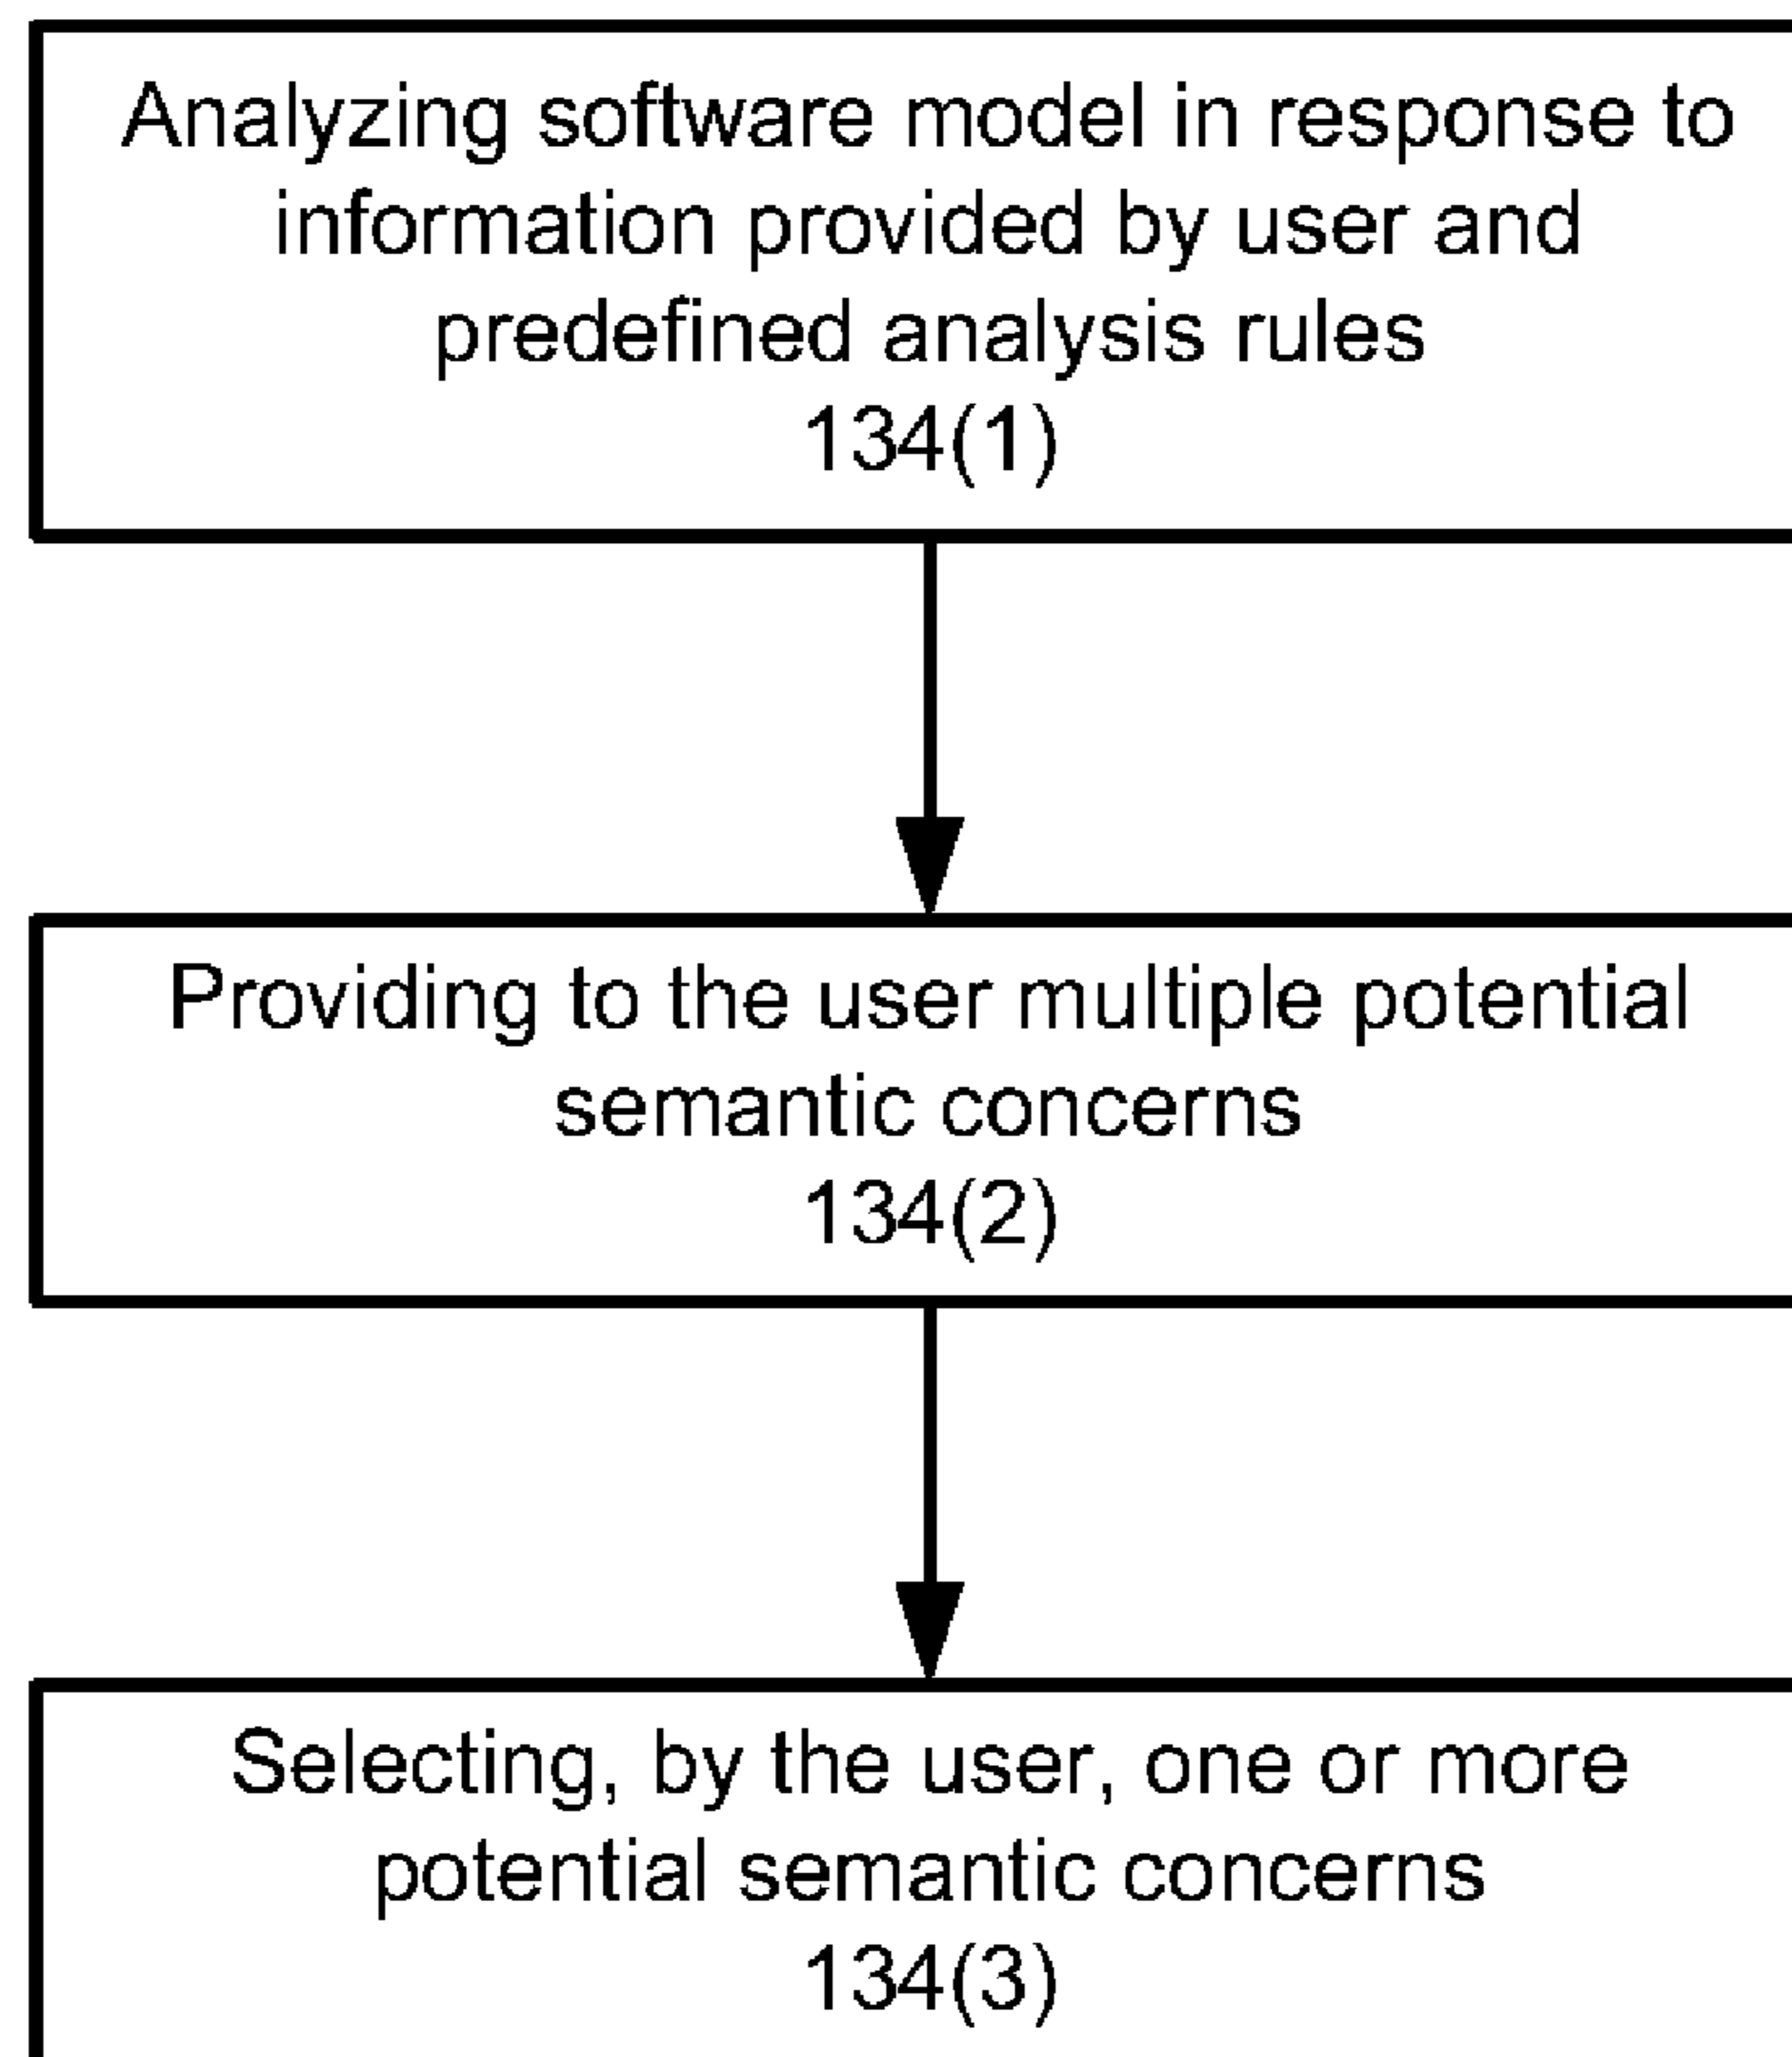 Analyzing software model in response to
information provided by user and
predefined analysis rules
134(1)
Providing to the user multiple potential
semantic concerns
134(2)
Selecting, by the user, one or more
potential semantic concerns
134(3)